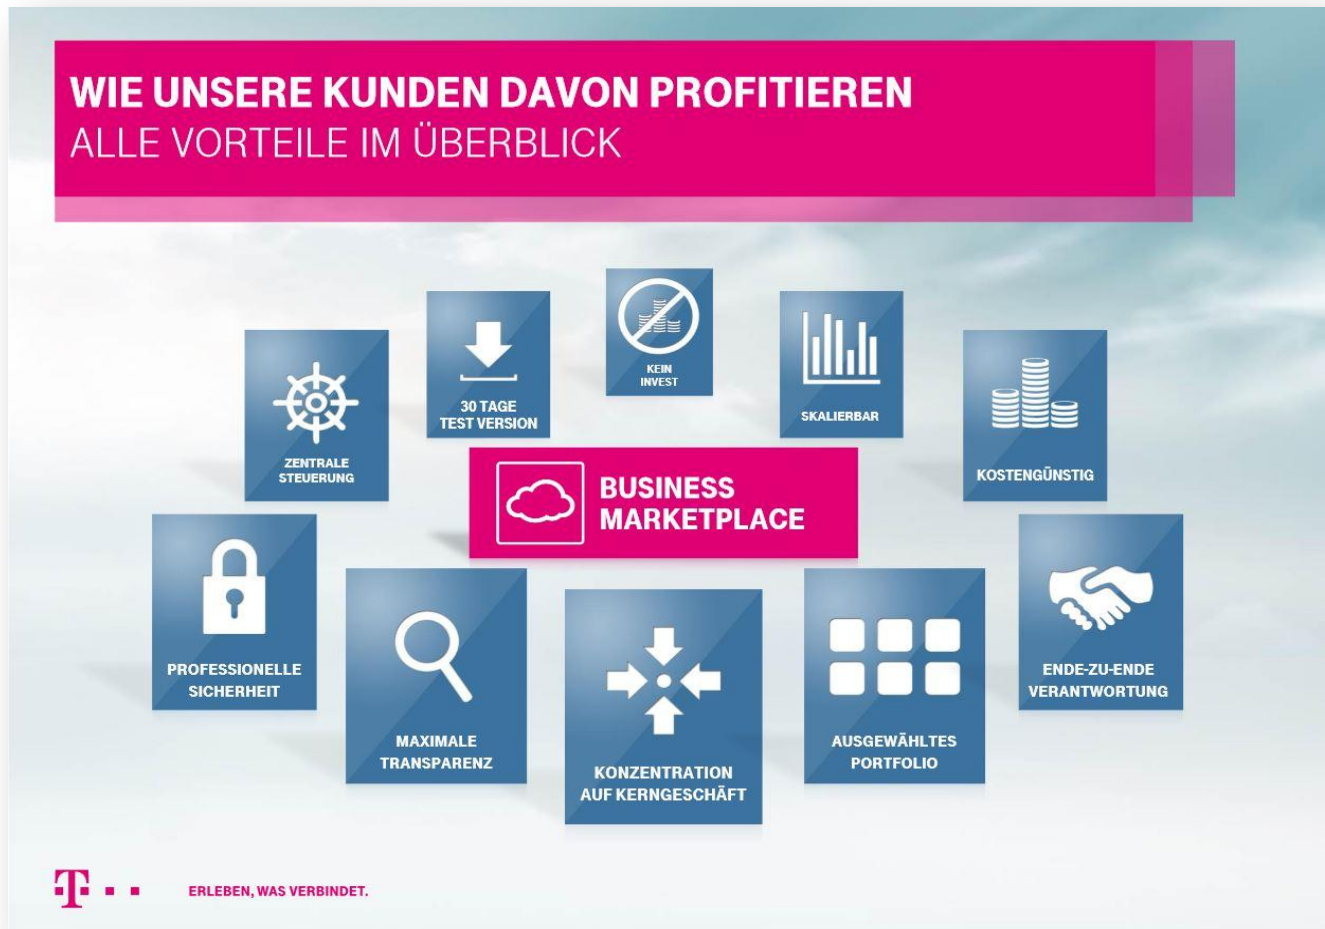 WIE UNSERE KUNDEN DAVON PROFITIEREN
ALLE VORTEILE IM ÜBERBLICK
KEIN
INVEST
30 TAGE
TEST VERSION
SKALIERBAR
ZENTRALE
STEUERUNG
KOSTENGÜNSTIG
BUSINESS
MARKETPLACE
PROFESSIONELLE
SICHERHEIT
ENDE-ZU-ENDE
VERANTWORTUNG
MAXIMALE
TRANSPARENZ
AUSGEWÄHLTES
PORTFOLIO
KONZENTRATION
AUF KERNGESCHÄFT
T
ERLEBEN, WAS VERBINDET.